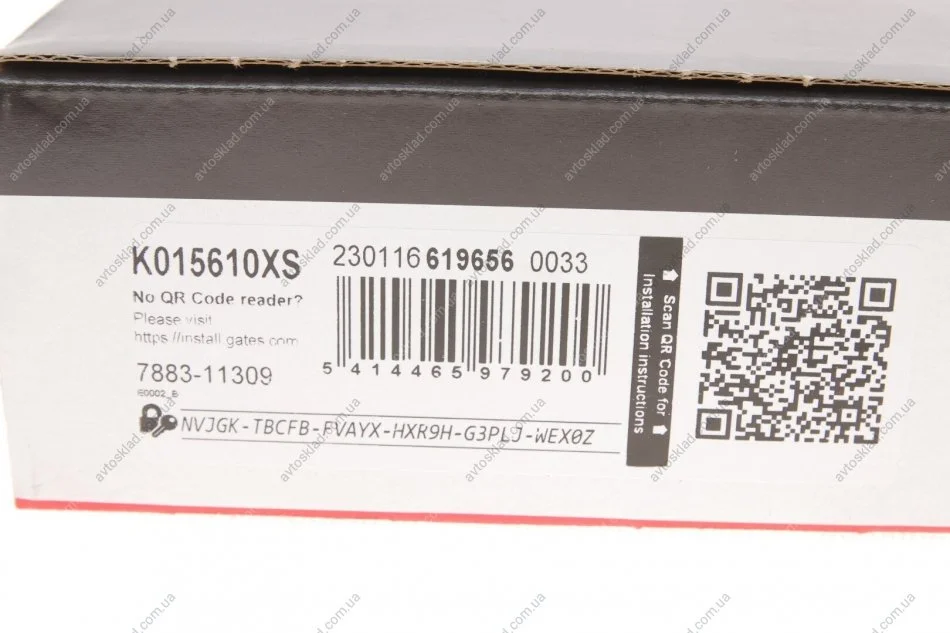 K015610XS
230116 619656 0033
No QR Code reader?
Please visit
https://install.gates.com
7883-11309
E0002_B
5 414465 979200
NVJGK-TBCFB-FVAYX-HXR9H-G3PLJ-WEX0Z
Scan QR Code for
Installation instructions
avtosklad.com.ua